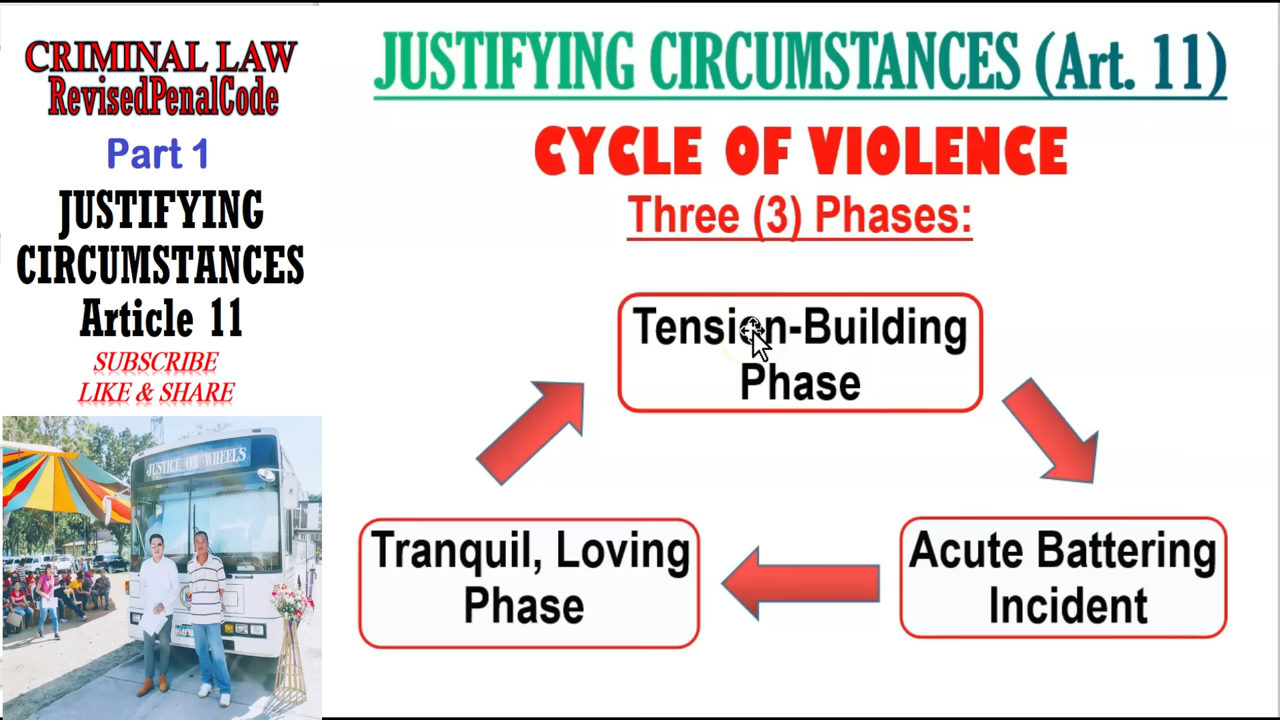 CRIMINAL LAW
RevisedPenalCode
Part 1
JUSTIFYING
CIRCUMSTANCES
Article 11
SUBSCRIBE
LIKE & SHARE
JUSTICE ON WHEELS
JUSTIFYING CIRCUMSTANCES (Art. 11)
CYCLE OF VIOLENCE
Three (3) Phases:
Tension-Building
Phase
Tranquil, Loving
Phase
Acute Battering
Incident